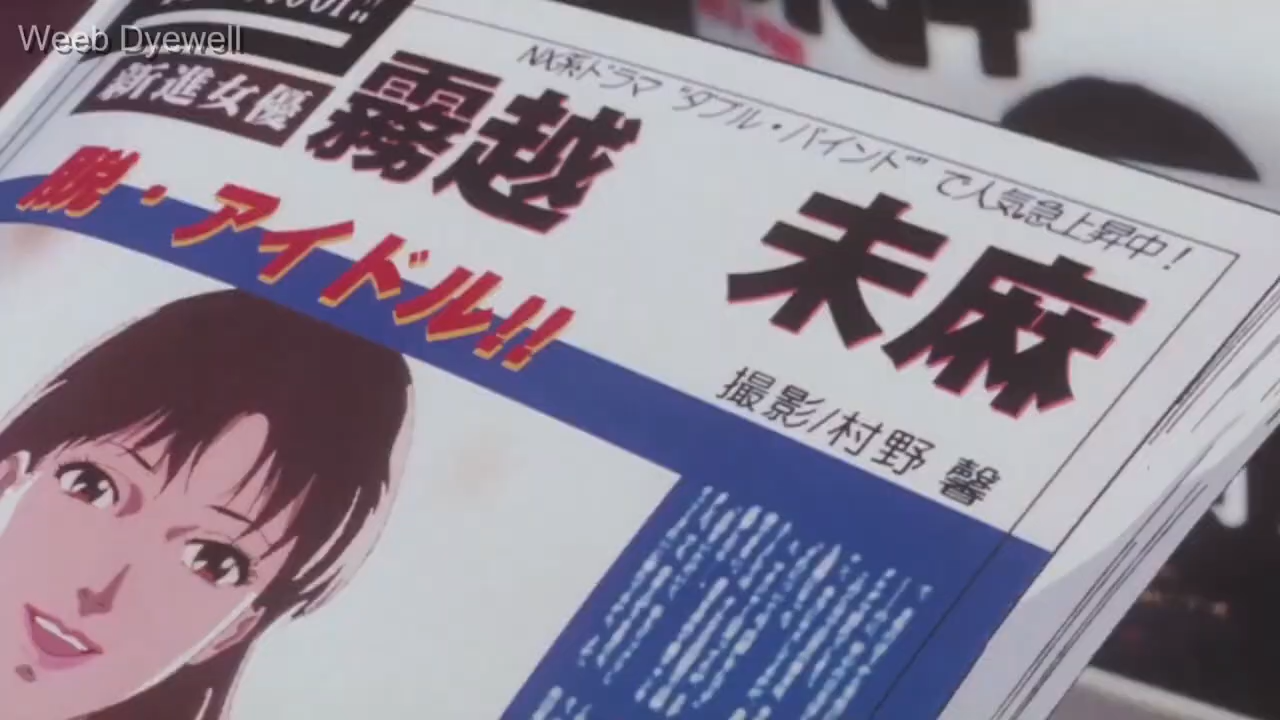 Weeb Dyewell
新進女優
NX系ドラマ“ダブル・バインド”で人気急上昇中!
霧越 未麻
脱・アイドル!!
撮影/村野 馨